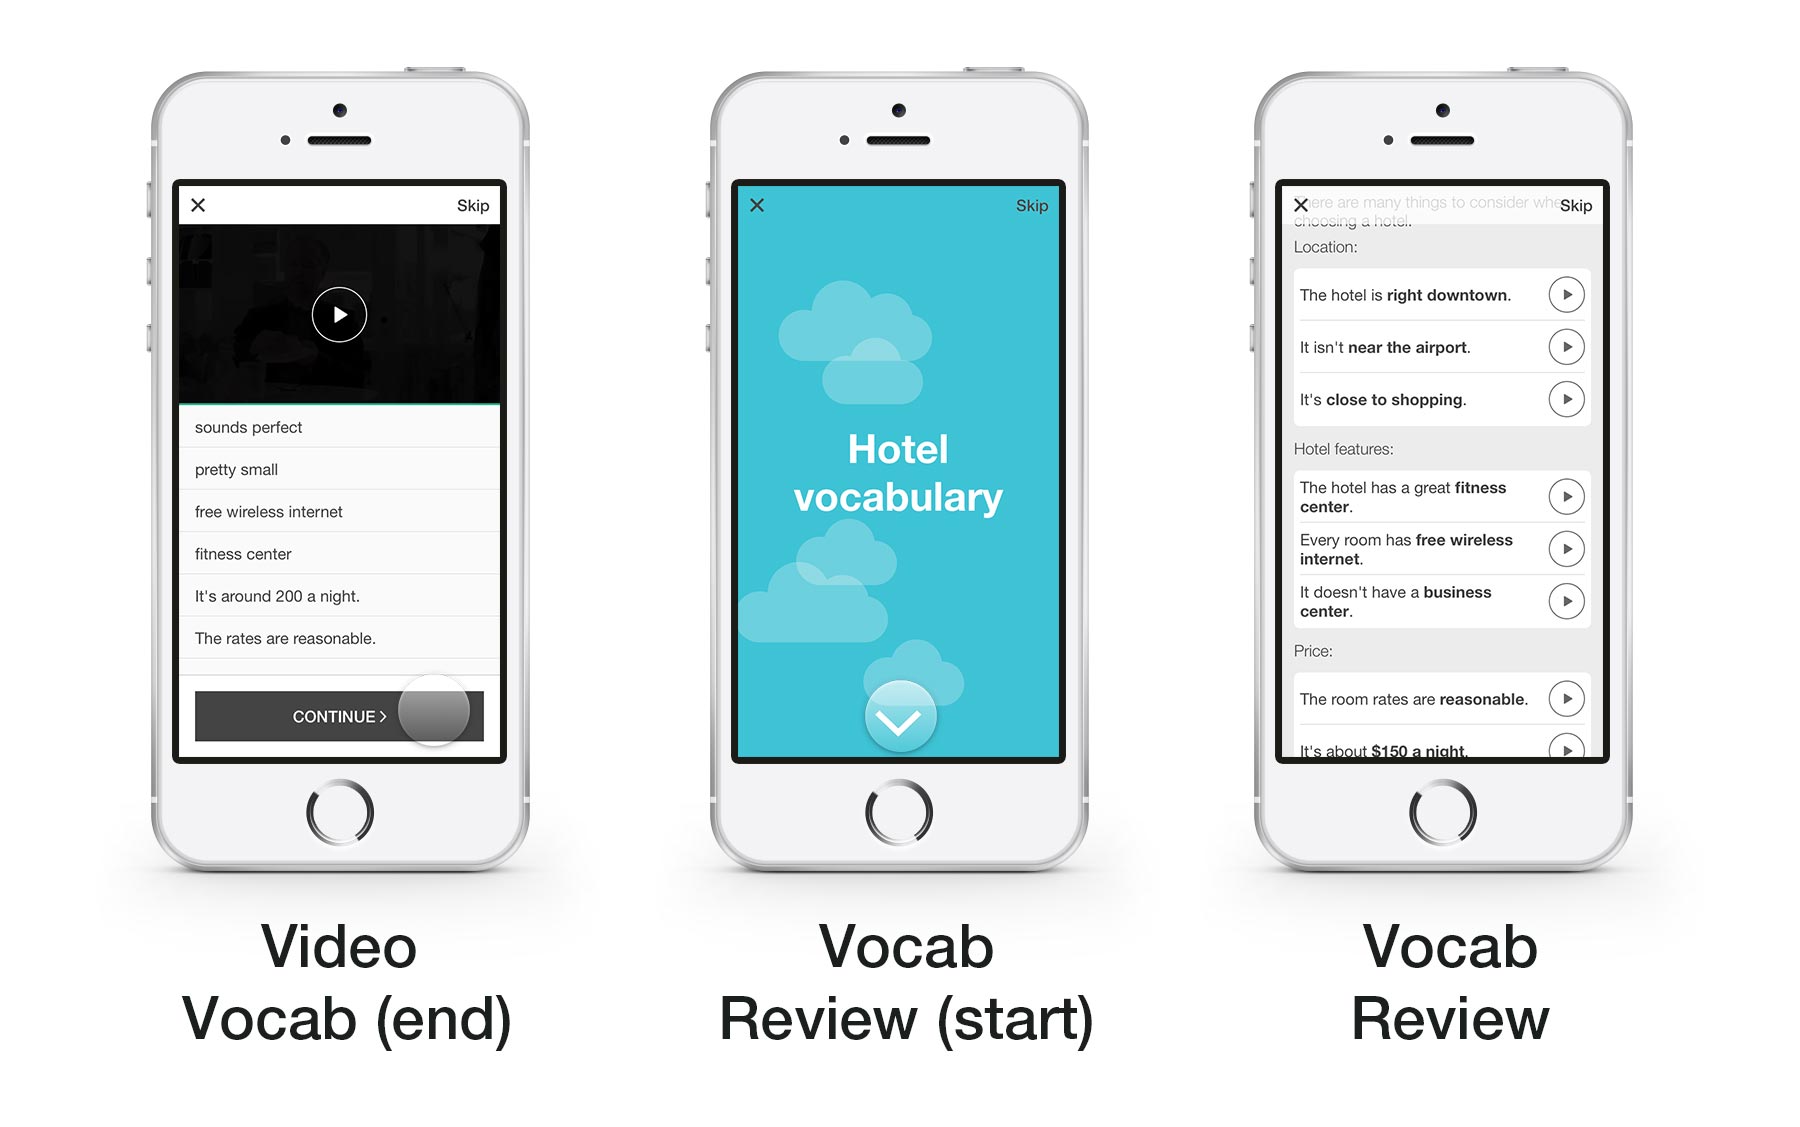 Skip
sounds perfect
pretty small
free wireless internet
fitness center
It's around 200 a night.
The rates are reasonable.
CONTINUE >
Video
Vocab (end)
Skip
Hotel
vocabulary
Vocab
Review (start)
There are many things to consider when
Skip
choosing a hotel.
Location:
The hotel is right downtown.
It isn't near the airport.
It's close to shopping.
Hotel features:
The hotel has a great fitness
center.
Every room has free wireless
internet.
It doesn't have a business
center.
Price:
The room rates are reasonable.
It's about $150 a night.
Vocab
Review